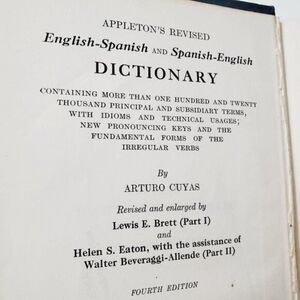 APPLETON'S REVISED
English-Spanish AND Spanish-English
DICTIONARY
CONTAINING MORE THAN ONE HUNDRED AND TWENTY
THOUSAND PRINCIPAL AND SUBSIDIARY TERMS,
WITH IDIOMS AND TECHNICAL USAGES;
NEW PRONOUNCING KEYS AND THE
FUNDAMENTAL FORMS OF THE
IRREGULAR VERBS
By
ARTURO CUYAS
Revised and enlarged by
Lewis E. Brett (Part I)
and
Helen S. Eaton, with the assistance of
Walter Beveraggi-Allende (Part II)
FOURTH EDITION